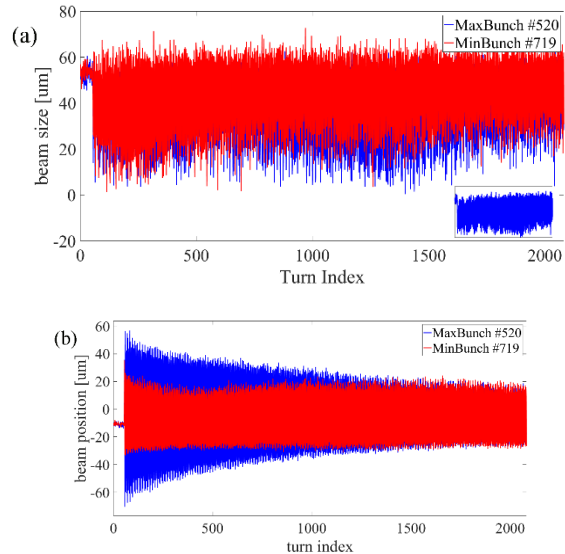 (a)
80
60
40
20
0
-20
beam size [um]
MaxBunch #520
MinBunch #719
0 500 1000 1500 2000
Turn Index
(b)
60
40
20
0
-20
-40
-60
beam position [um]
MaxBunch #520
MinBunch #719
0 500 1000 1500 2000
turn index